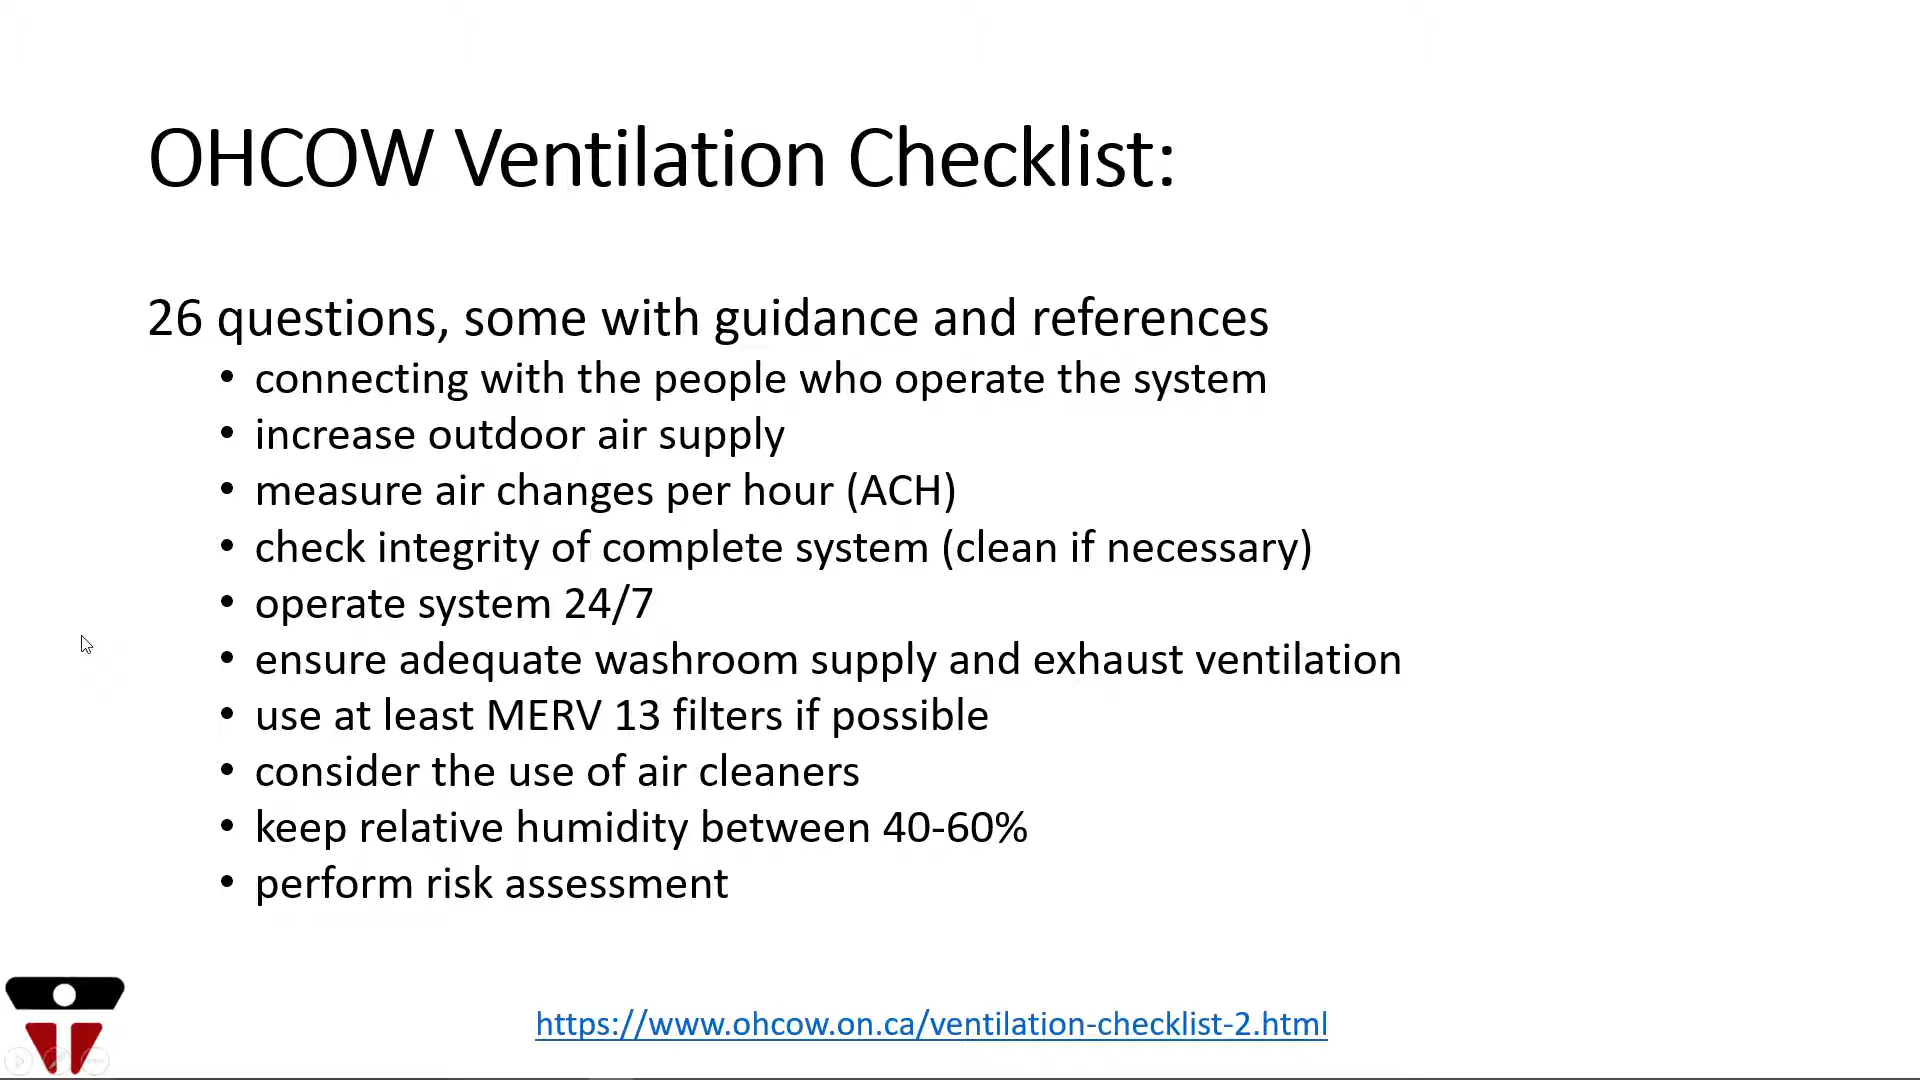 OHCOW Ventilation Checklist:
26 questions, some with guidance and references
• connecting with the people who operate the system
• increase outdoor air supply
• measure air changes per hour (ACH)
• check integrity of complete system (clean if necessary)
• operate system 24/7
• ensure adequate washroom supply and exhaust ventilation
• use at least MERV 13 filters if possible
• consider the use of air cleaners
• keep relative humidity between 40-60%
• perform risk assessment
https://www.ohcow.on.ca/ventilation-checklist-2.html